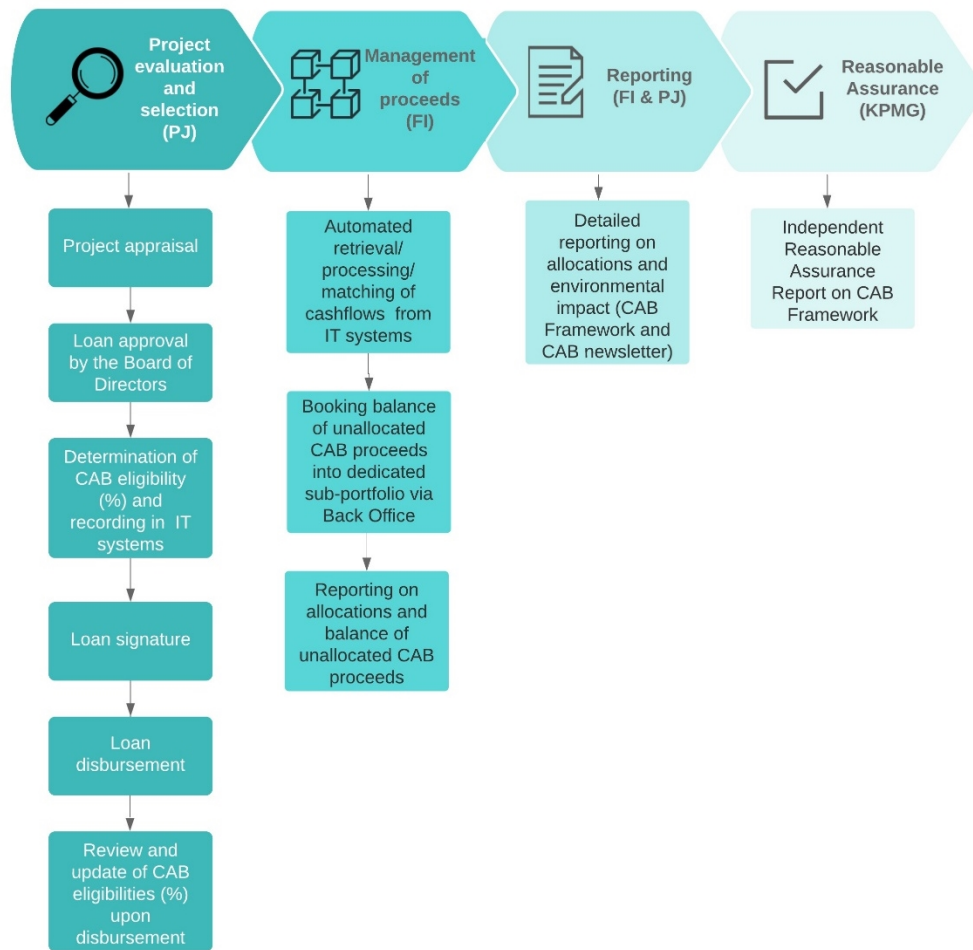 Project
evaluation
and
selection
(PJ)
Management
of
proceeds
(FI)
Reporting
(FI & PJ)
Reasonable
Assurance
(KPMG)
Project appraisal
Loan approval
by the Board of
Directors
Determination of
CAB eligibility
(%) and
recording in IT
systems
Loan signature
Loan
disbursement
Review and
update of CAB
eligibilities (%)
upon
disbursement
Automated
retrieval/
processing/
matching of
cashflows from
IT systems
Booking balance
of unallocated
CAB proceeds
into dedicated
sub-portfolio via
Back Office
Reporting on
allocations and
balance of
unallocated CAB
proceeds
Detailed
reporting on
allocations and
environmental
impact (CAB
Framework and
CAB newsletter)
Independent
Reasonable
Assurance
Report on CAB
Framework